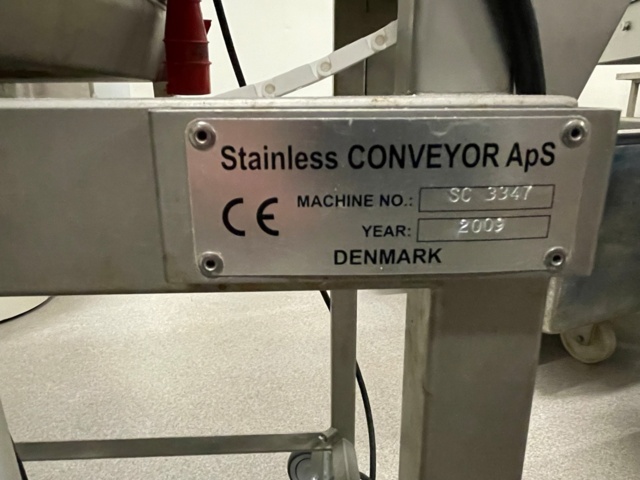 Stainless CONVEYOR ApS
CE MACHINE NO.: SC 3347
YEAR: 2009
DENMARK